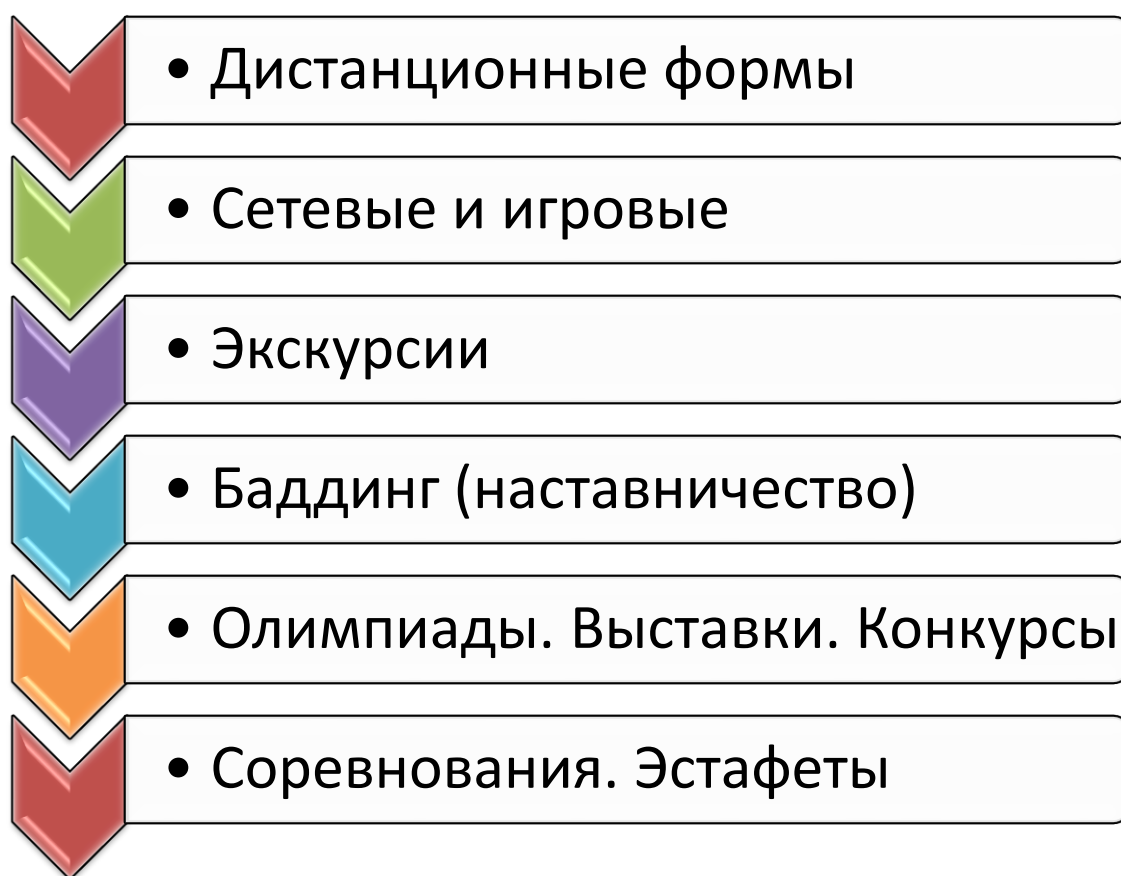 • Дистанционные формы
• Сетевые и игровые
• Экскурсии
• Баддинг (наставничество)
• Олимпиады. Выставки. Конкурсы
• Соревнования. Эстафеты